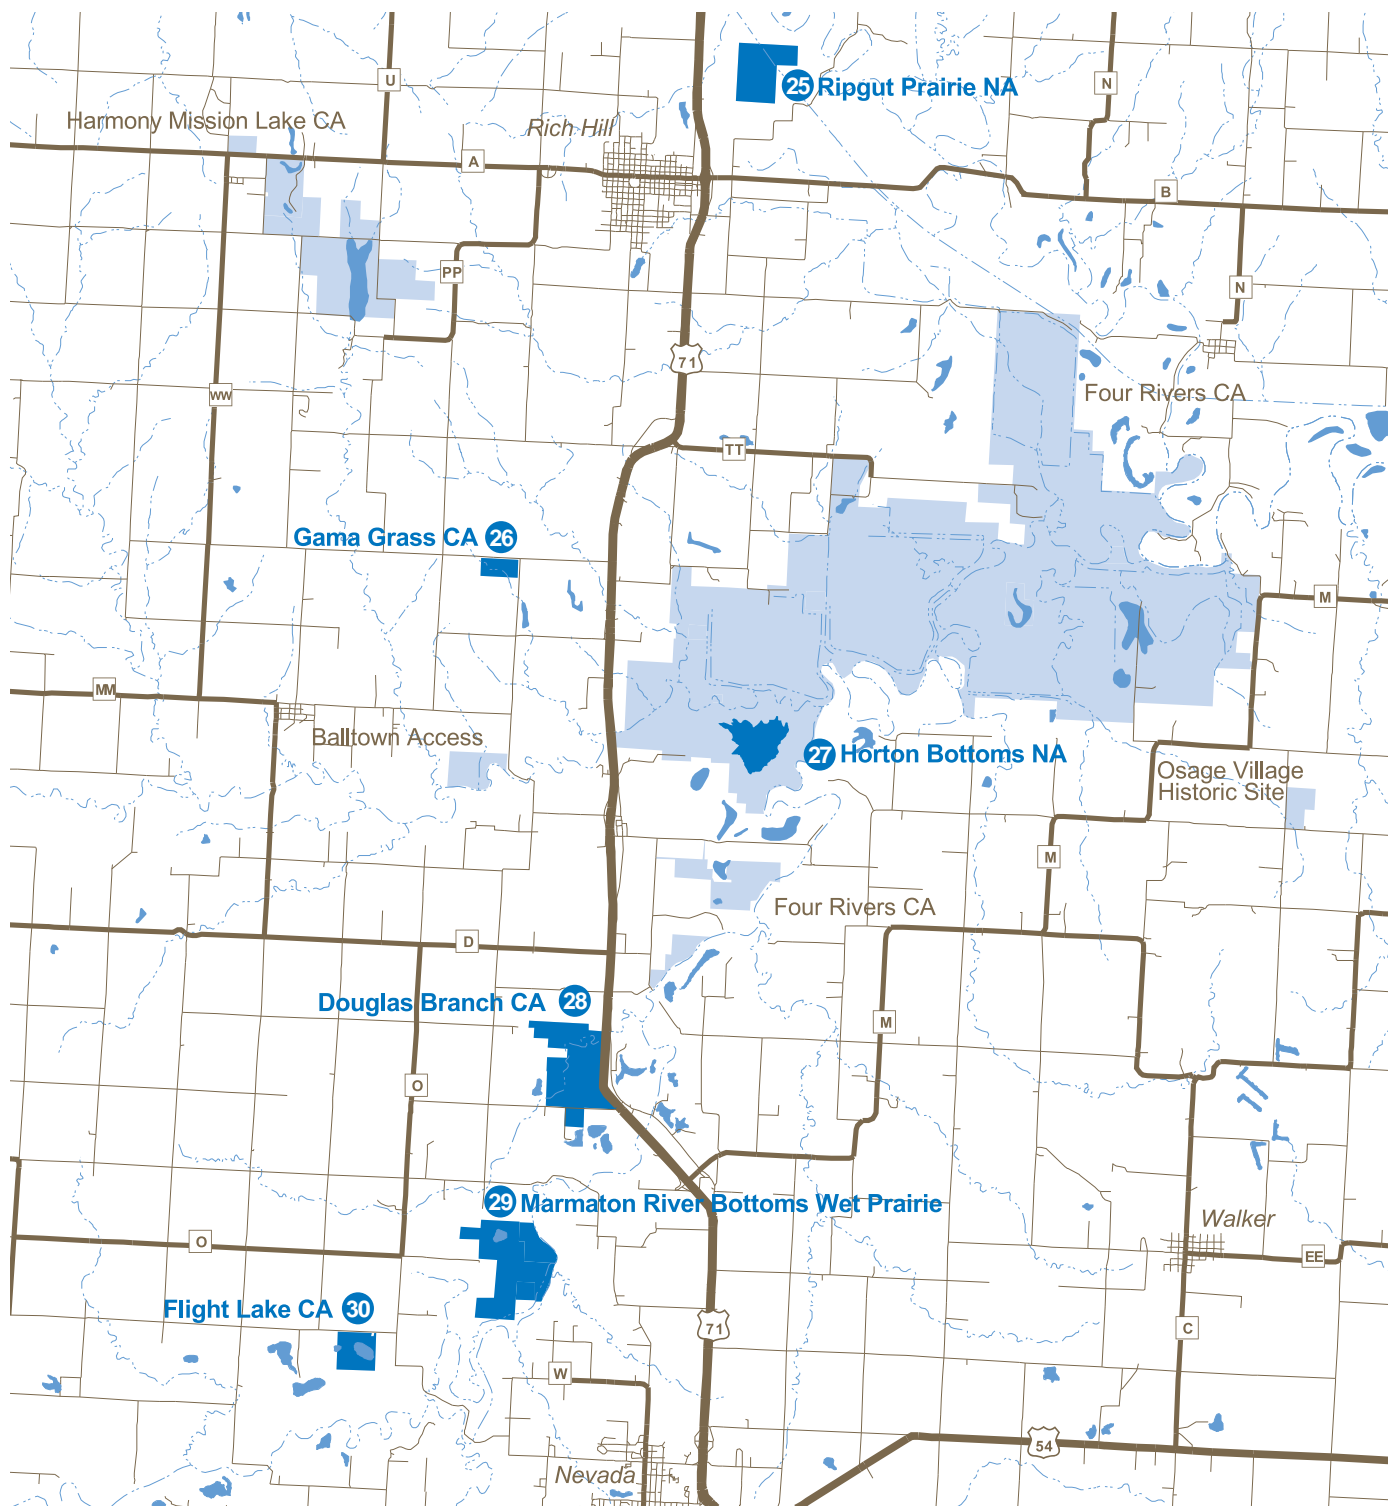 U
N
25 Ripgut Prairie NA
Harmony Mission Lake CA
Rich Hill
A
B
PP
N
71
WW
Four Rivers CA
TT
Gama Grass CA 26
M
MM
Balltown Access
27 Horton Bottoms NA
Osage Village
Historic Site
M
Four Rivers CA
D
Douglas Branch CA 28
M
O
29 Marmaton River Bottoms Wet Prairie
Walker
O
EE
Flight Lake CA 30
71
C
W
54
Nevada